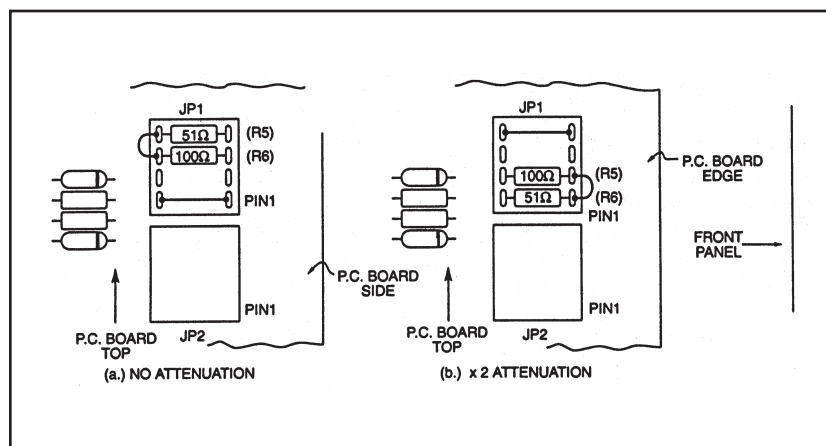 JP1
51Ω (R5)
100Ω (R6)
PIN1
PIN1
JP2
P.C. BOARD
SIDE
P.C. BOARD
TOP
(a.) NO ATTENUATION
JP1
100Ω (R5)
51Ω (R6)
PIN1
PIN1
JP2
P.C. BOARD
EDGE
FRONT
PANEL
P.C. BOARD
TOP
(b.) x 2 ATTENUATION